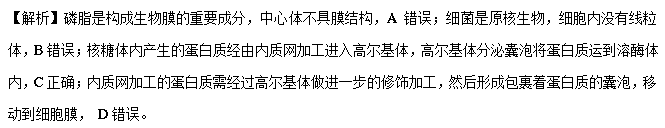 【解析】磷脂是构成生物膜的重要成分，中心体不具膜结构，A 错误；细菌是原核生物，细胞内没有线粒
体，B 错误；核糖体内产生的蛋白质经由内质网加工进入高尔基体，高尔基体分泌囊泡将蛋白质运到溶酶体
内，C 正确；内质网加工的蛋白质需经过高尔基体做进一步的修饰加工，然后形成包裹着蛋白质的囊泡，移
动到细胞膜， D 错误。